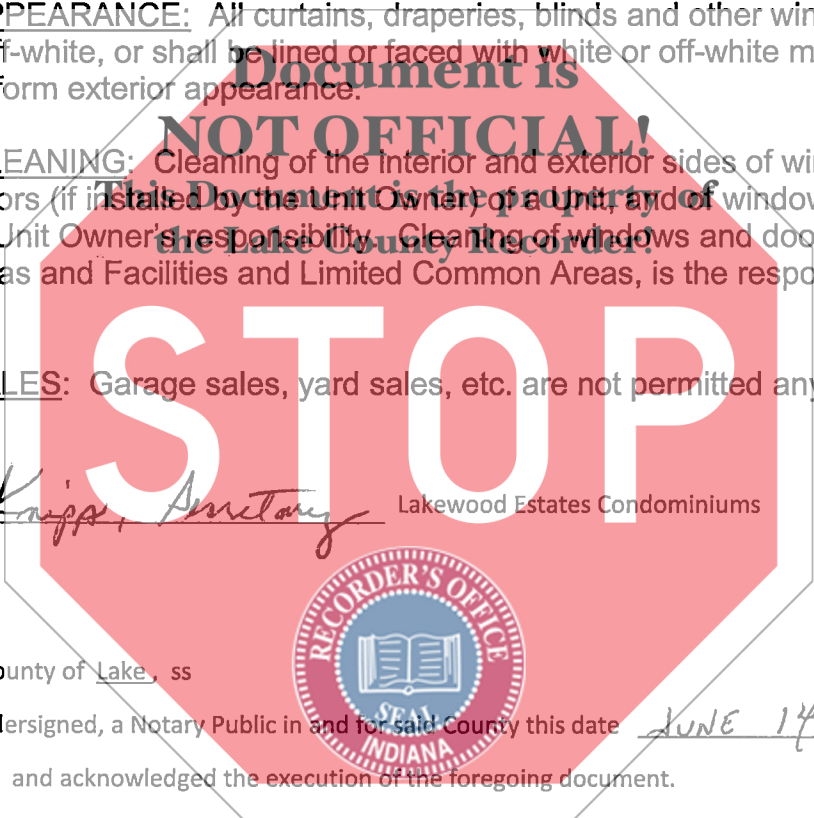 PPEARANCE: All curtains, draperies, blinds and other win
f-white, or shall be lined or faced with white or off-white m
Document is
form exterior appearance.
NOT OFFICIAL!
EANING: Cleaning of the interior and exterior sides of wi
ors (if installed by the Unit Owner) of a Unit, and of window
This Document is the property of
Unit Owner's responsibility. Cleaning of windows and doo
the Lake County Recorder!
as and Facilities and Limited Common Areas, is the respo
STOP
LES: Garage sales, yard sales, etc. are not permitted any
Knipp, Secretary Lakewood Estates Condominiums
RECORDER'S OFFICE
SEAL
INDIANA
ounty of Lake, ss
ersigned, a Notary Public in and for said County this date JUNE 14
and acknowledged the execution of the foregoing document.